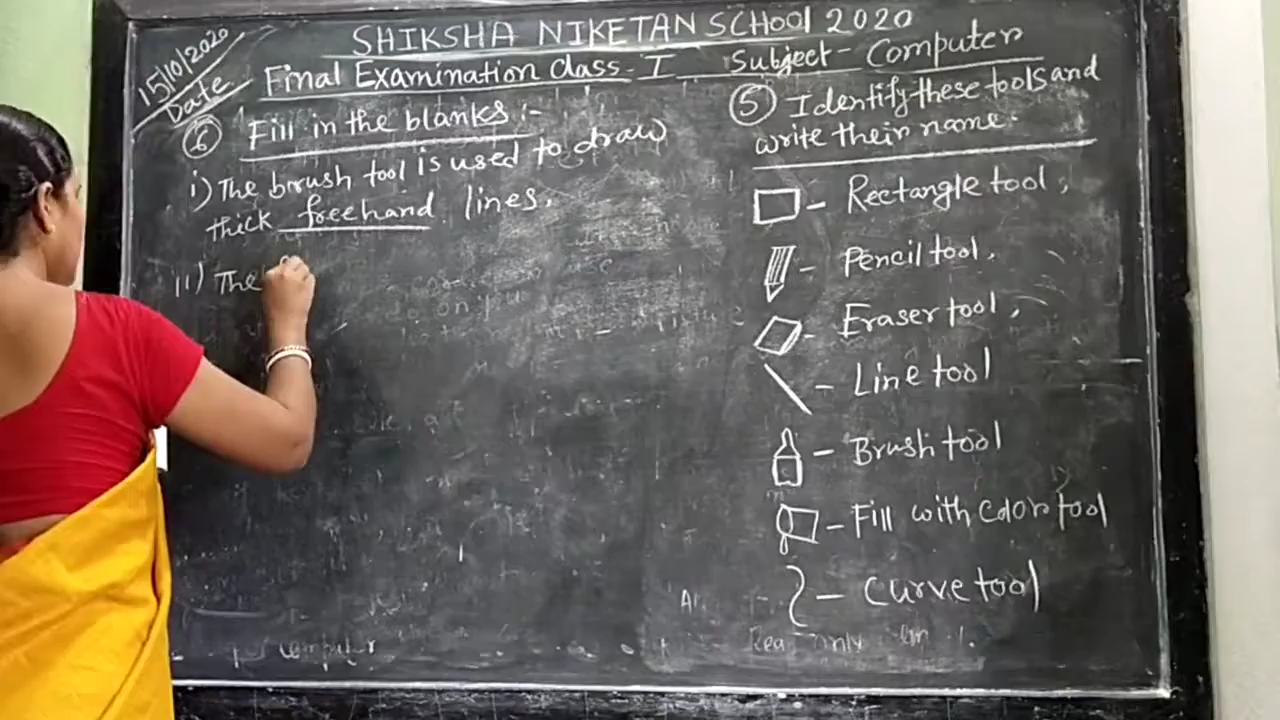 SHIKSHA NIKETAN SCHOOL 2020
15/10/2020
Date
Final Examination Class - I Subject - Computer
6 Fill in the blanks :-
i) The brush tool is used to draw
thick freehand lines.
ii) The
5 Identify these tools and
write their name.
- Rectangle tool,
- Pencil tool.
- Eraser tool,
- Line tool
- Brush tool
- Fill with color tool
- Curve tool
computer
only